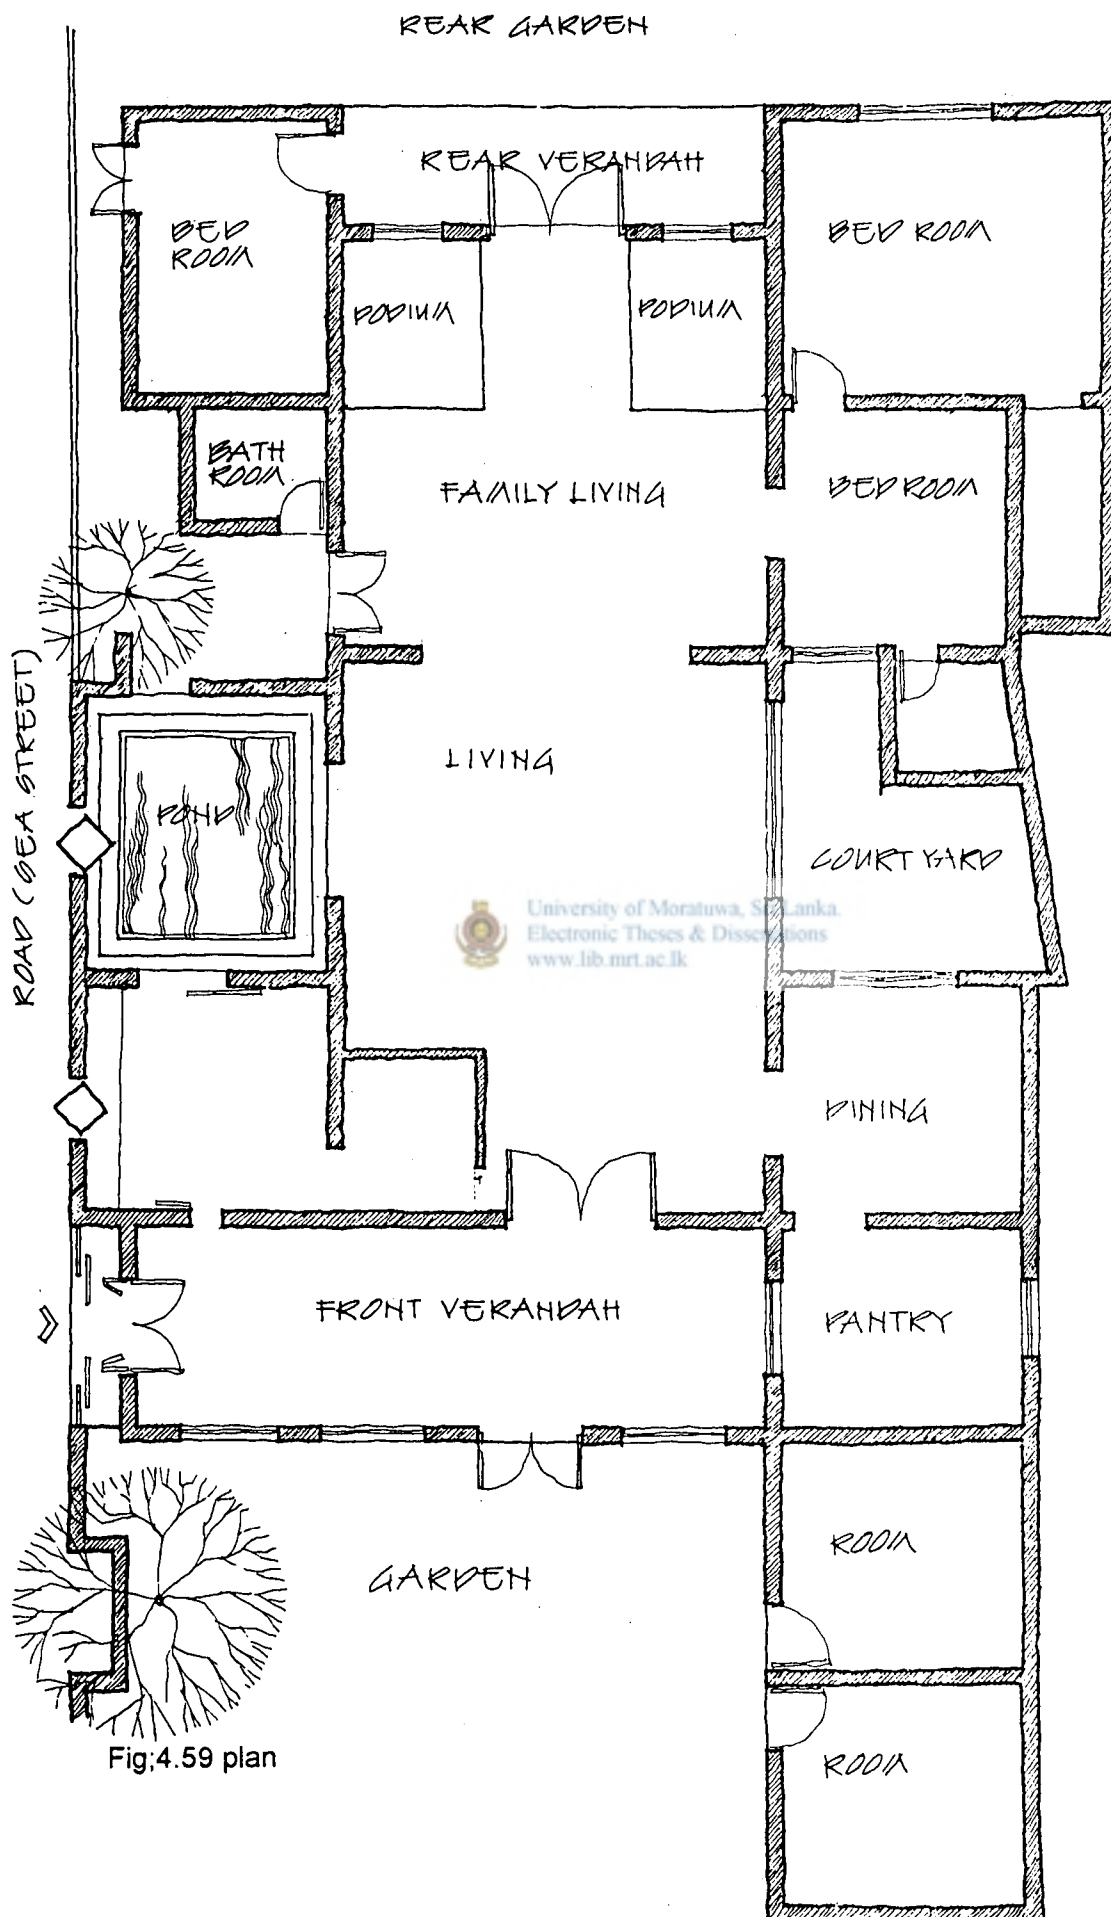 REAR GARDEN
REAR VERANDAH
BED
ROOM
BED ROOM
PODIUM
PODIUM
BATH
ROOM
FAMILY LIVING
BED ROOM
ROAD (SEA STREET)
LIVING
POND
COURT YARD
University of Moratuwa, Sri Lanka.
Electronic Theses & Dissertations
www.lib.mrt.ac.lk
DINING
FRONT VERANDAH
PANTRY
ROOM
GARDEN
Fig;4.59 plan
ROOM